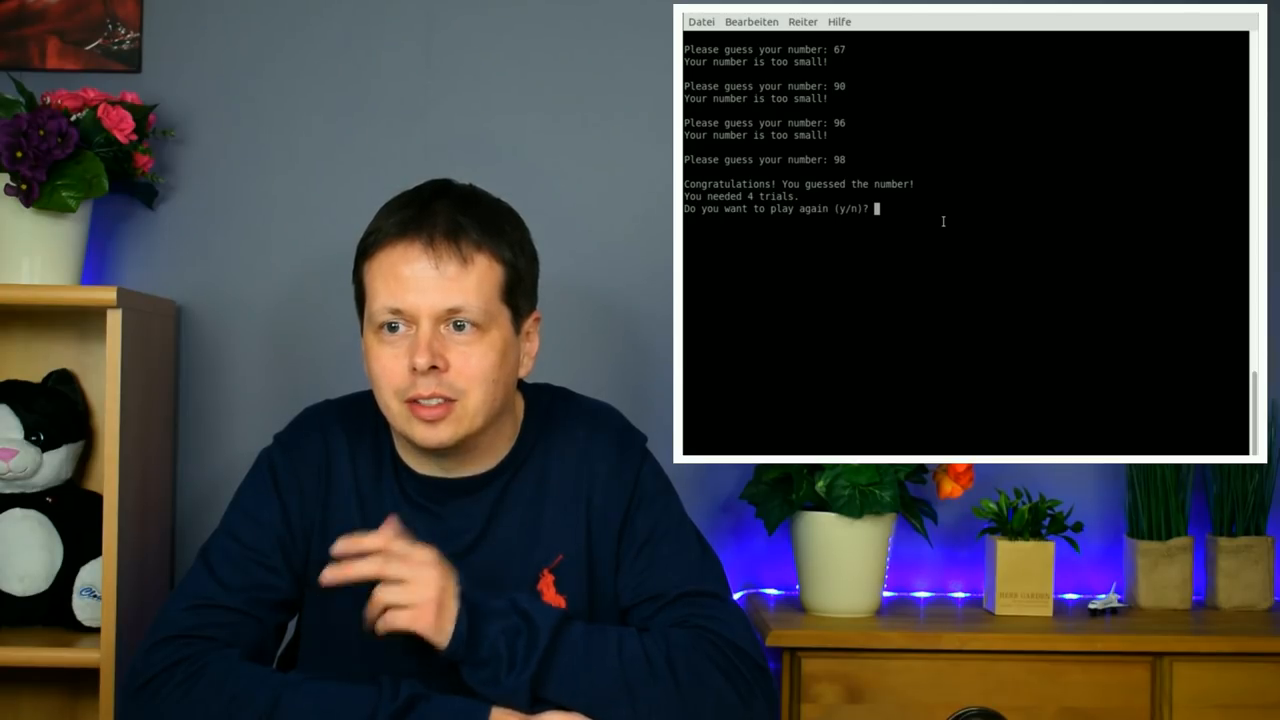 Datei Bearbeiten Reiter Hilfe
Please guess your number: 67
Your number is too small!
Please guess your number: 90
Your number is too small!
Please guess your number: 96
Your number is too small!
Please guess your number: 98
Congratulations! You guessed the number!
You needed 4 trials.
Do you want to play again (y/n)?
HERB GARDEN